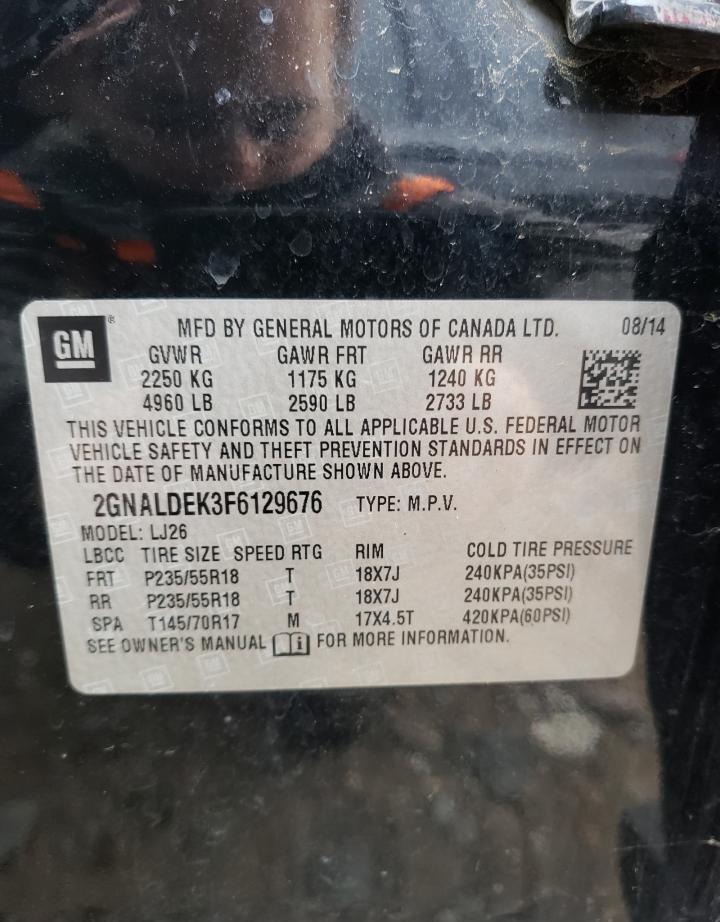 GM®
MFD BY GENERAL MOTORS OF CANADA LTD. 08/14
GVWR GAWR FRT GAWR RR
2250 KG 1175 KG 1240 KG
4960 LB 2590 LB 2733 LB
THIS VEHICLE CONFORMS TO ALL APPLICABLE U.S. FEDERAL MOTOR
VEHICLE SAFETY AND THEFT PREVENTION STANDARDS IN EFFECT ON
THE DATE OF MANUFACTURE SHOWN ABOVE.
2GNALDEK3F6129676 TYPE: M.P.V.
MODEL: LJ26
LBCC TIRE SIZE SPEED RTG RIM COLD TIRE PRESSURE
FRT P235/55R18 T 18X7J 240KPA(35PSI)
RR P235/55R18 T 18X7J 240KPA(35PSI)
SPA T145/70R17 M 17X4.5T 420KPA(60PSI)
SEE OWNER'S MANUAL i FOR MORE INFORMATION.